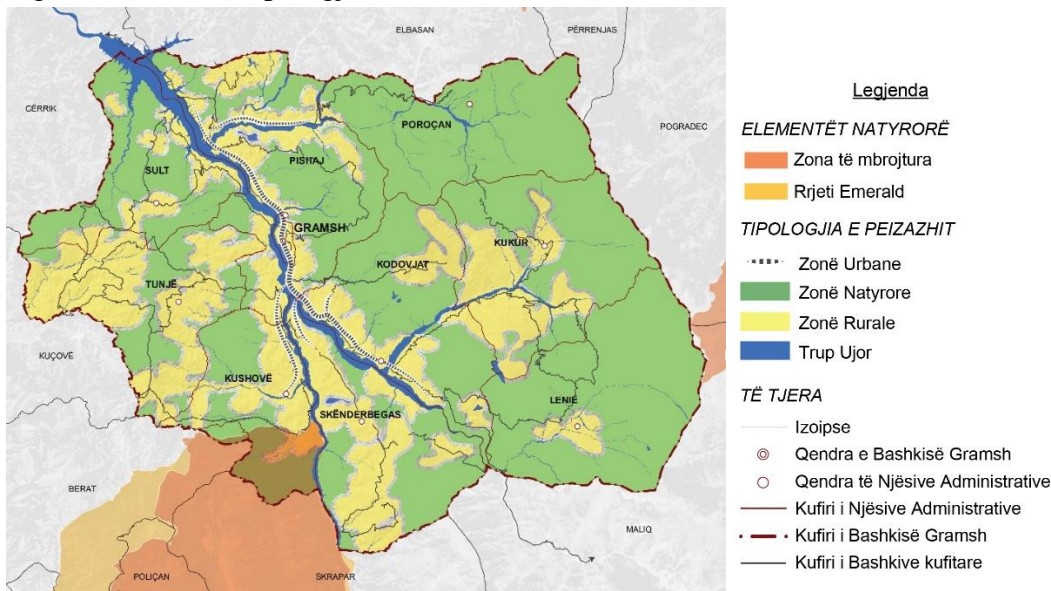 ELBASAN
PËRRENJAS
CËRRIK
POGRADEC
POROÇAN
SULT
PISHAJ
GRAMSH
KUKUR
KODOVJAT
TUNJË
KUÇOVË
KUSHOVË
SKËNDERBEGAS
LENIE
BERAT
MALIQ
POLIÇAN
SKRAPAR
Legjenda
ELEMENTËT NATYRORË
Zona të mbrojtura
Rrjeti Emerald
TIPOLOGJIA E PEIZAZHIT
Zonë Urbane
Zonë Natyrore
Zonë Rurale
Trup Ujor
TË TJERA
Izoipse
Qendra e Bashkisë Gramsh
Qendra të Njësive Administrative
Kufiri i Njësive Administrative
Kufiri i Bashkisë Gramsh
Kufiri i Bashkive kufitare